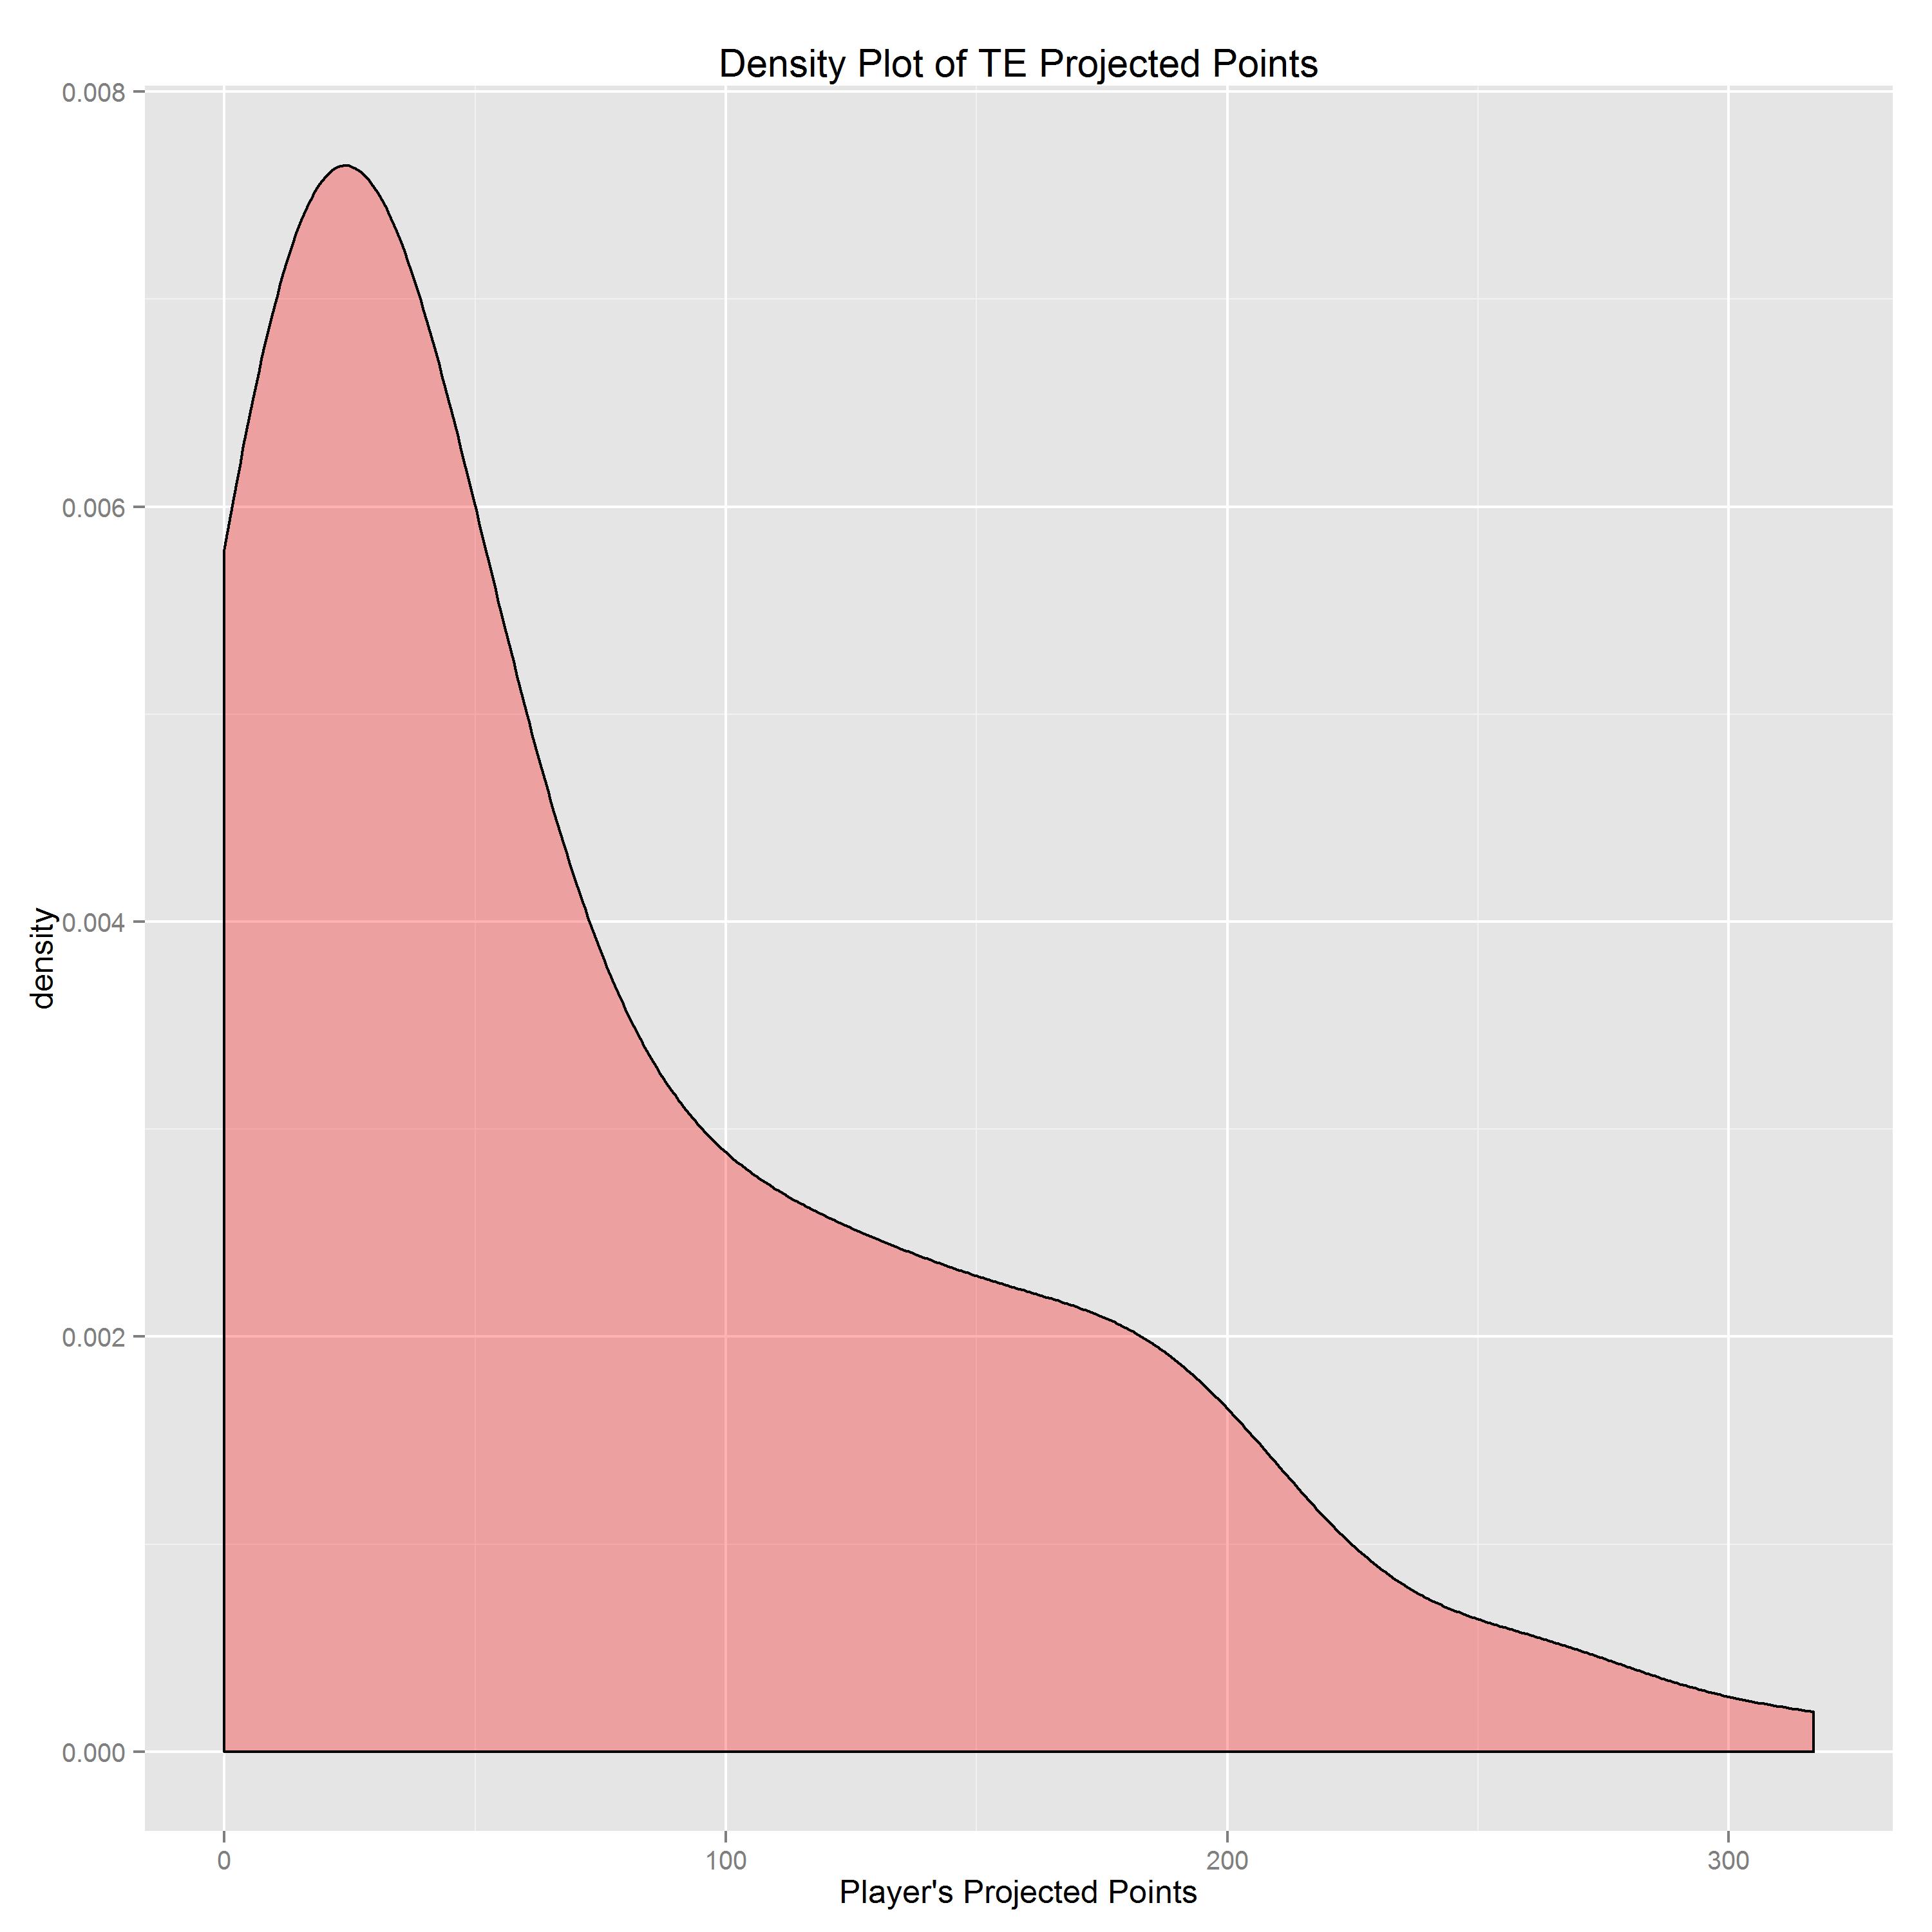 Density Plot of TE Projected Points
density
0.008
0.006
0.004
0.002
0.000
0 100 200 300
Player's Projected Points